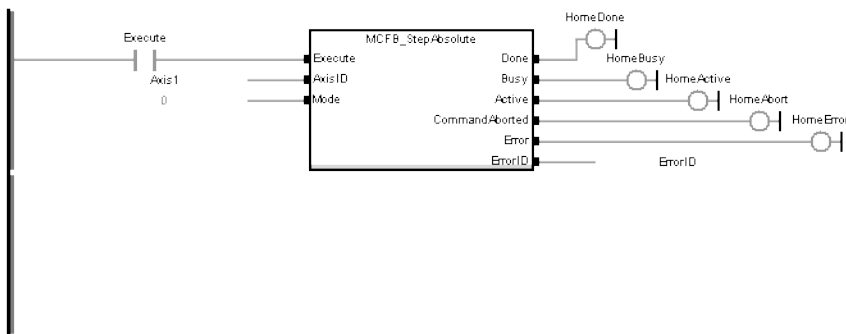 HomeDone
Execute
MCFB_StepAbsolute
Execute
Done
HomeBusy
Axis1
AxisID
Busy
HomeActive
0
Mode
Active
HomeAbort
CommandAborted
HomeError
Error
ErrorID
ErrorID